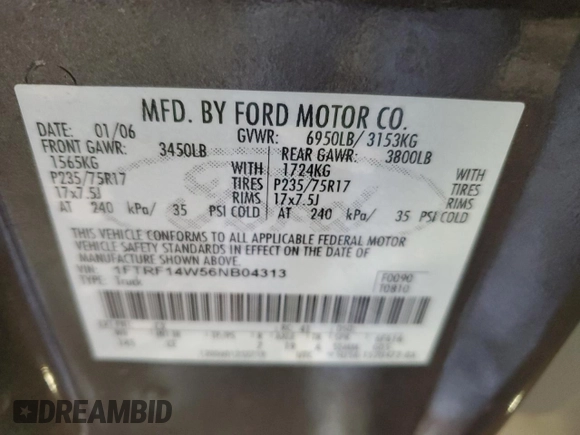 MFD. BY FORD MOTOR CO.
DATE: 01/06 GVWR: 6950LB/ 3153KG
FRONT GAWR: 3450LB REAR GAWR: 3800LB
1565KG WITH 1724KG WITH
P235/75R17 TIRES P235/75R17 TIRES
17x7.5J RIMS 17x7.5J RIMS
AT 240 kPa/ 35 PSI COLD AT 240 kPa/ 35 PSI COLD
THIS VEHICLE CONFORMS TO ALL APPLICABLE FEDERAL MOTOR
VEHICLE SAFETY STANDARDS IN EFFECT ON THE DATE OF
MANUFACTURE SHOWN ABOVE.
VIN: 1FTRF14W56NB04313 F0090
TYPE: Truck T0810
DREAMBID